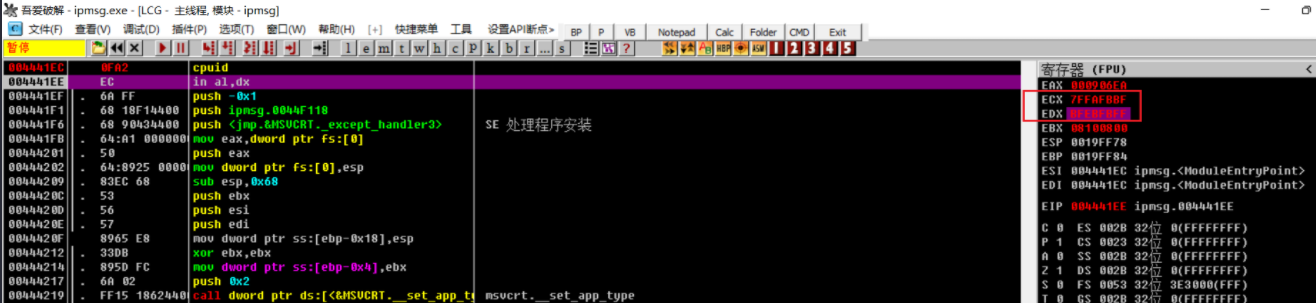 吾爱破解 - ipmsg.exe - [LCG - 主线程, 模块 - ipmsg]
文件(F) 查看(V) 调试(D) 插件(P) 选项(T) 窗口(W) 帮助(H) [+] 快捷菜单 工具 设置API断点> BP P VB Notepad Calc Folder CMD Exit
暂停 l e m t w h c P k b r ... s ? 1 2 3 4 5
004441EC 0FA2 cpuid
004441EE EC in al,dx
004441EF . 6A FF push -0x1
004441F1 . 68 18F14400 push ipmsg.0044F118
004441F6 . 68 90434400 push <jmp.&MSVCRT._except_handler3> SE 处理程序安装
004441FB . 64:A1 000000 mov eax,dword ptr fs:[0]
00444201 . 50 push eax
00444202 . 64:8925 0000 mov dword ptr fs:[0],esp
00444209 . 83EC 68 sub esp,0x68
0044420C . 53 push ebx
0044420D . 56 push esi
0044420E . 57 push edi
0044420F . 8965 E8 mov dword ptr ss:[ebp-0x18],esp
00444212 . 33DB xor ebx,ebx
00444214 . 895D FC mov dword ptr ss:[ebp-0x4],ebx
00444217 . 6A 02 push 0x2
00444219 . FF15 1862440 call dword ptr ds:[<&MSVCRT.__set_app_t msvcrt.__set_app_type
寄存器 (FPU) <
EAX 000906EA
ECX 7FFAFBBF
EDX
EBX 08100800
ESP 0019FF78
EBP 0019FF84
ESI 004441EC ipmsg.<ModuleEntryPoint>
EDI 004441EC ipmsg.<ModuleEntryPoint>
EIP 004441EE ipmsg.004441EE
C 0 ES 002B 32位 0(FFFFFFFF)
P 1 CS 0023 32位 0(FFFFFFFF)
A 0 SS 002B 32位 0(FFFFFFFF)
Z 1 DS 002B 32位 0(FFFFFFFF)
S 0 FS 0053 32位 3E3000(FFF)
T 0 GS 002B 32位 0(FFFFFFFF)